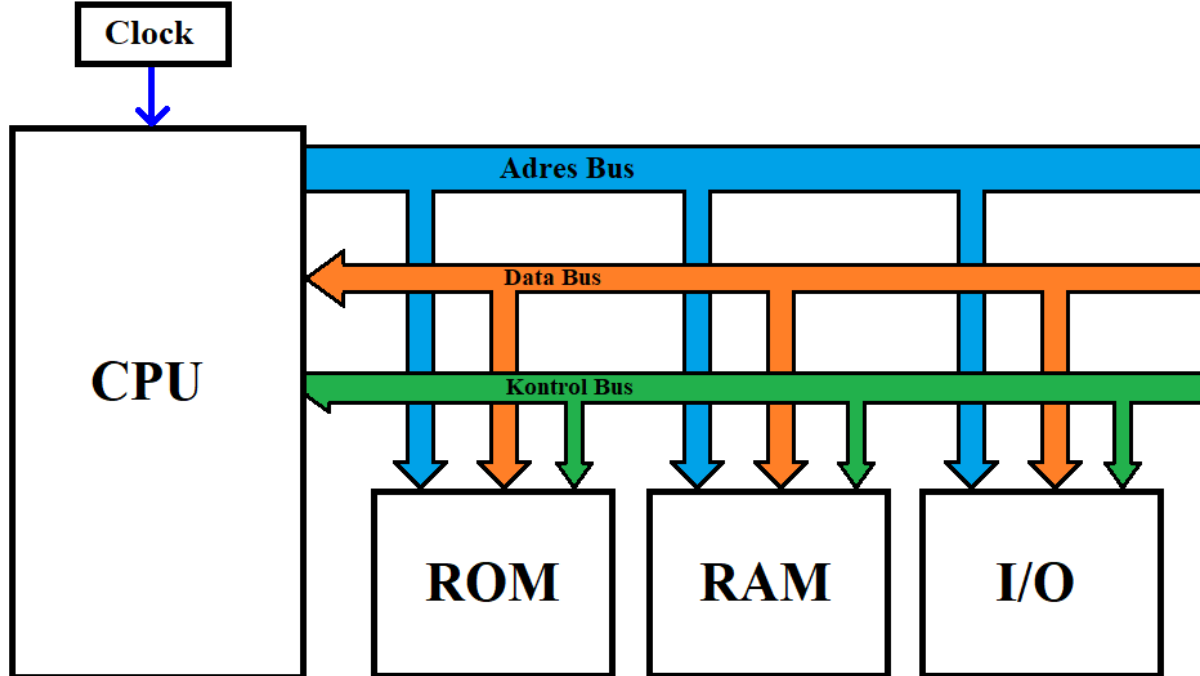 Clock
Adres Bus
Data Bus
Kontrol Bus
CPU
ROM
RAM
I/O